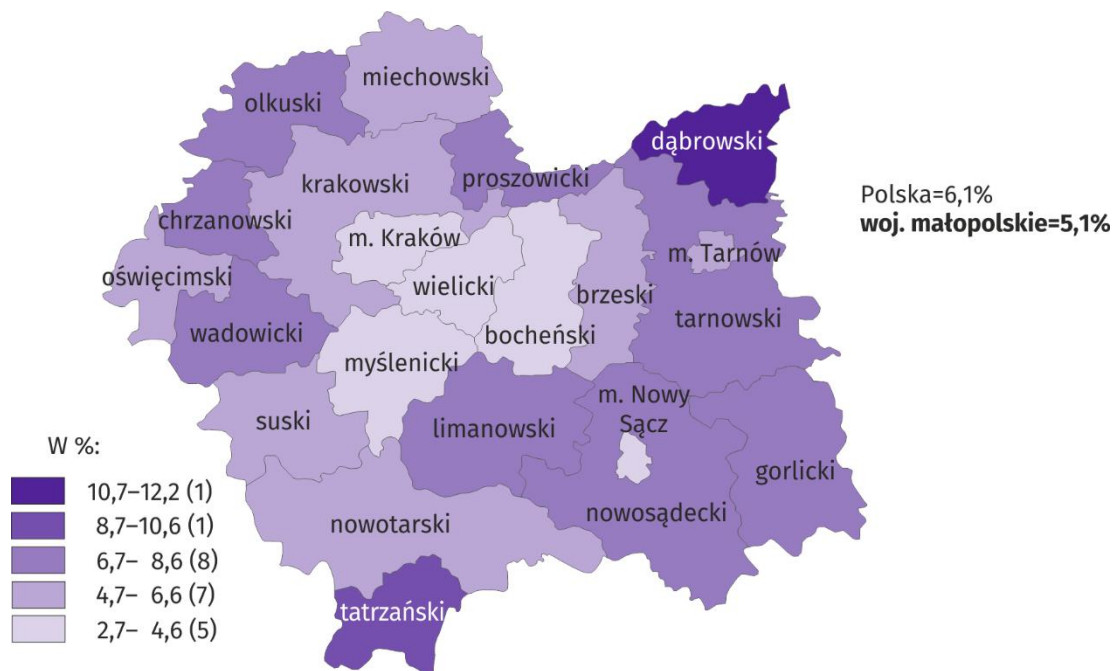 miechowski
olkuski
dąbrowski
krakowski
proszowicki
Polska=6,1%
chrzanowski
woj. małopolskie=5,1%
m. Kraków
m. Tarnów
oświęcimski
wielicki
brzeski
wadowicki
bocheński
tarnowski
myślenicki
m. Nowy
Sącz
suski
limanowski
gorlicki
nowotarski
nowosądecki
tatrzański
W %:
10,7–12,2 (1)
8,7–10,6 (1)
6,7– 8,6 (8)
4,7– 6,6 (7)
2,7– 4,6 (5)